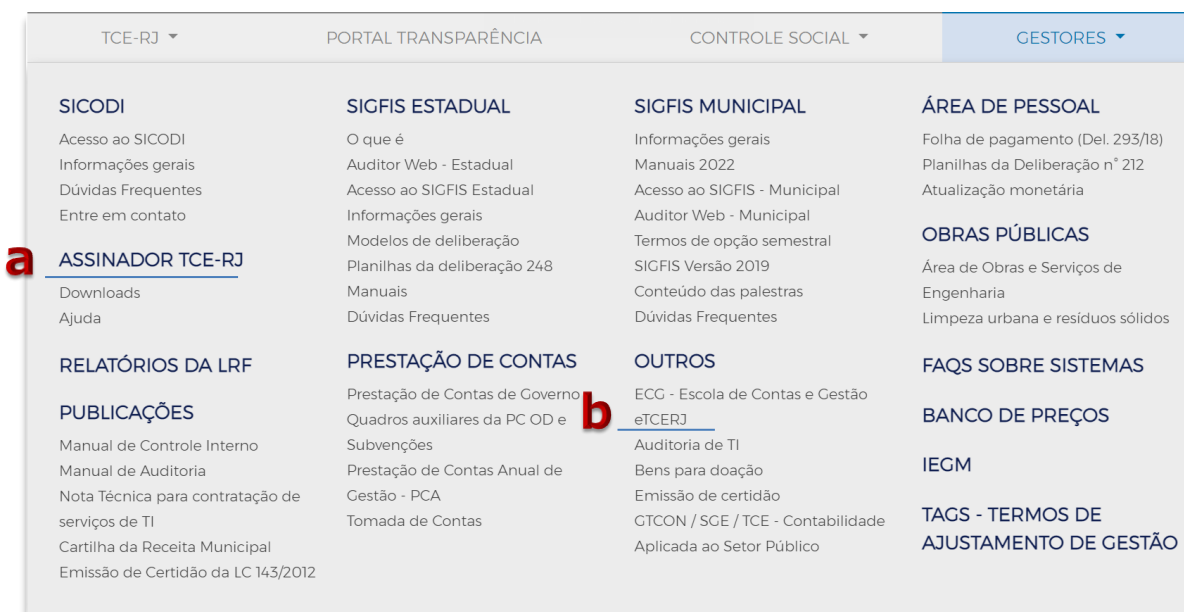 TCE-RJ
PORTAL TRANSPARÊNCIA
CONTROLE SOCIAL
GESTORES
SICODI
Acesso ao SICODI
Informações gerais
Dúvidas Frequentes
Entre em contato
a
ASSINADOR TCE-RJ
Downloads
Ajuda
RELATÓRIOS DA LRF
PUBLICAÇÕES
Manual de Controle Interno
Manual de Auditoria
Nota Técnica para contratação de
serviços de TI
Cartilha da Receita Municipal
Emissão de Certidão da LC 143/2012
SIGFIS ESTADUAL
O que é
Auditor Web - Estadual
Acesso ao SIGFIS Estadual
Informações gerais
Modelos de deliberação
Planilhas da deliberação 248
Manuais
Dúvidas Frequentes
PRESTAÇÃO DE CONTAS
Prestação de Contas de Governo
Quadros auxiliares da PC OD e
Subvenções
Prestação de Contas Anual de
Gestão - PCA
Tomada de Contas
SIGFIS MUNICIPAL
Informações gerais
Manuais 2022
Acesso ao SIGFIS - Municipal
Auditor Web - Municipal
Termos de opção semestral
SIGFIS Versão 2019
Conteúdo das palestras
Dúvidas Frequentes
OUTROS
ECG - Escola de Contas e Gestão
b
eTCERJ
Auditoria de TI
Bens para doação
Emissão de certidão
GTCON / SGE / TCE - Contabilidade
Aplicada ao Setor Público
ÁREA DE PESSOAL
Folha de pagamento (Del. 293/18)
Planilhas da Deliberação n° 212
Atualização monetária
OBRAS PÚBLICAS
Área de Obras e Serviços de
Engenharia
Limpeza urbana e resíduos sólidos
FAQS SOBRE SISTEMAS
BANCO DE PREÇOS
IEGM
TAGS - TERMOS DE
AJUSTAMENTO DE GESTÃO